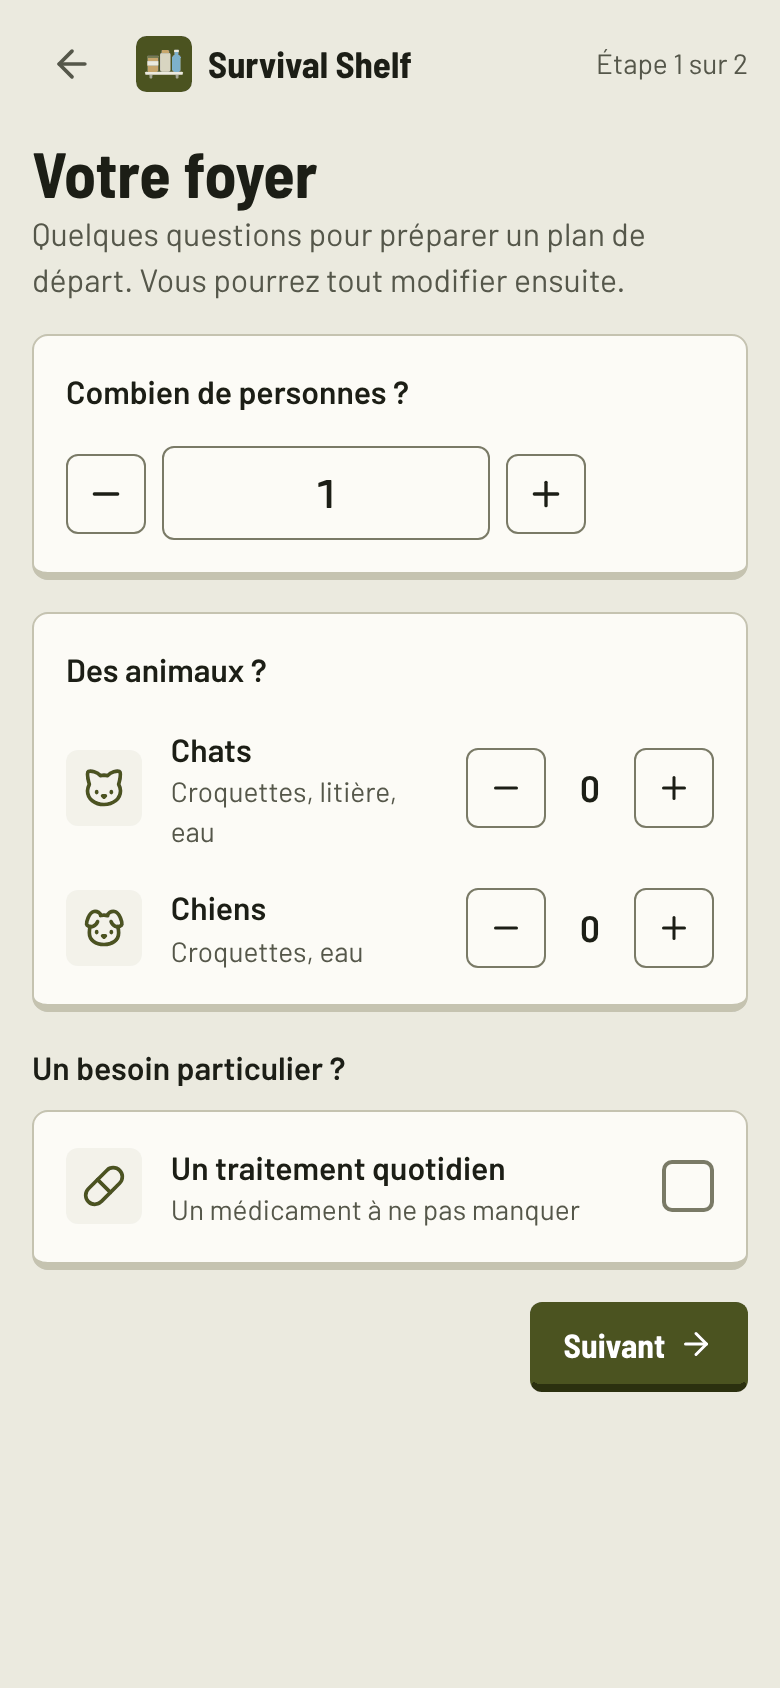 Survival Shelf
Étape 1 sur 2
Votre foyer
Quelques questions pour préparer un plan de
départ. Vous pourrez tout modifier ensuite.
Combien de personnes ?
1
Des animaux ?
Chats
Croquettes, litière,
eau
0
Chiens
Croquettes, eau
0
Un besoin particulier ?
Un traitement quotidien
Un médicament à ne pas manquer
Suivant